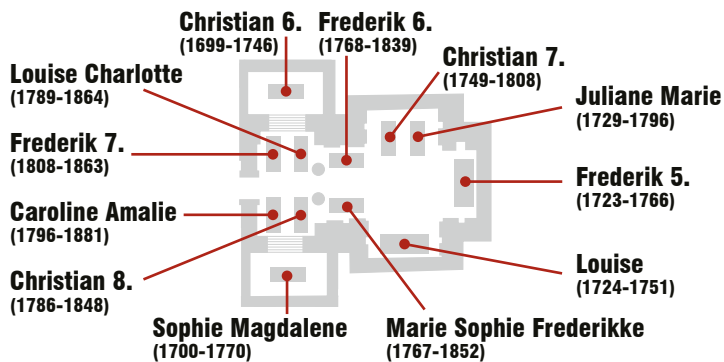 Christian 6.
(1699-1746)
Frederik 6.
(1768-1839)
Christian 7.
(1749-1808)
Louise Charlotte
(1789-1864)
Juliane Marie
(1729-1796)
Frederik 7.
(1808-1863)
Frederik 5.
(1723-1766)
Caroline Amalie
(1796-1881)
Louise
(1724-1751)
Christian 8.
(1786-1848)
Sophie Magdalene
(1700-1770)
Marie Sophie Frederikke
(1767-1852)